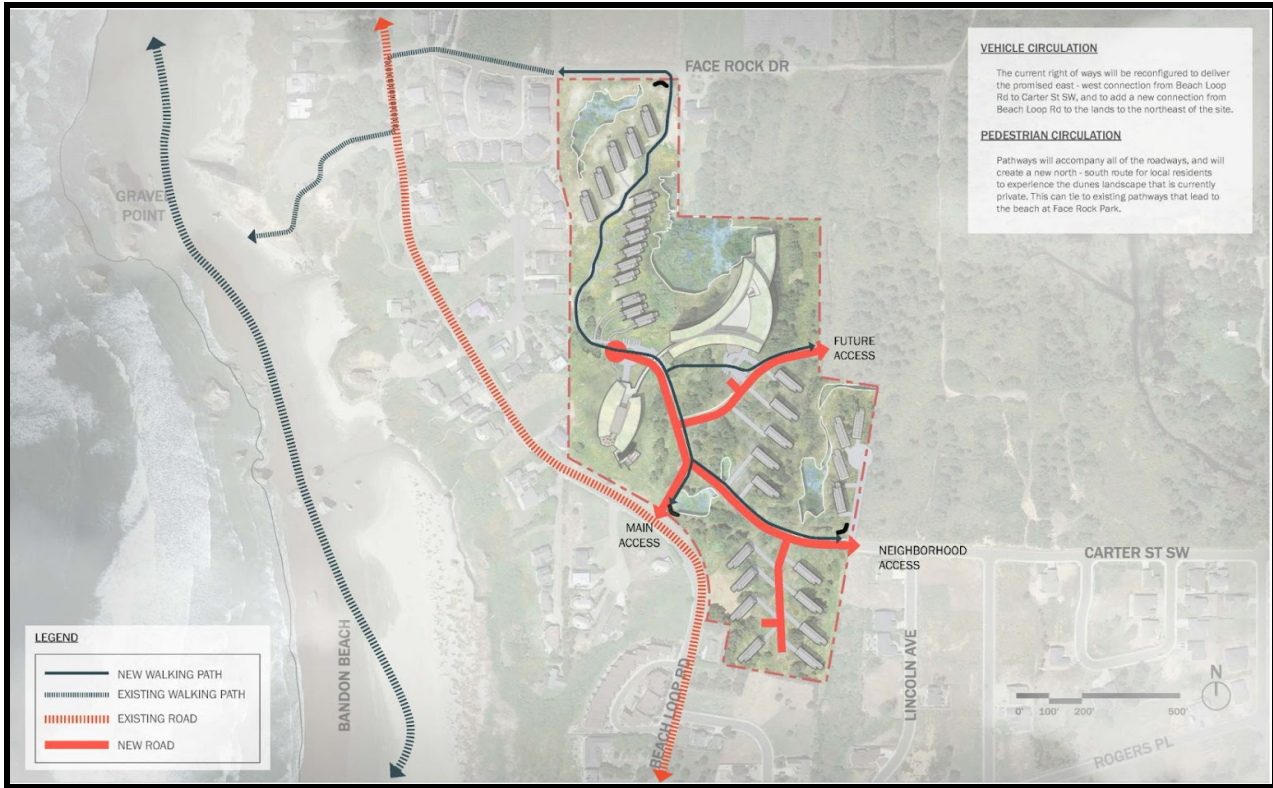 FACE ROCK DR
VEHICLE CIRCULATION
The current right of ways will be reconfigured to deliver
the promised east - west connection from Beach Loop
Rd to Carter St SW, and to add a new connection from
Beach Loop Rd to the lands to the northeast of the site.
PEDESTRIAN CIRCULATION
Pathways will accompany all of the roadways, and will
create a new north - south route for local residents
to experience the dunes landscape that is currently
private. This can tie to existing pathways that lead to
the beach at Face Rock Park.
GRAVEL
POINT
FUTURE
ACCESS
MAIN
ACCESS
NEIGHBORHOOD
ACCESS
CARTER ST SW
LINCOLN AVE
BEACH LOOP RD
BANDON BEACH
ROGERS PL
N
0' 100' 200' 500'
LEGEND
NEW WALKING PATH
EXISTING WALKING PATH
EXISTING ROAD
NEW ROAD